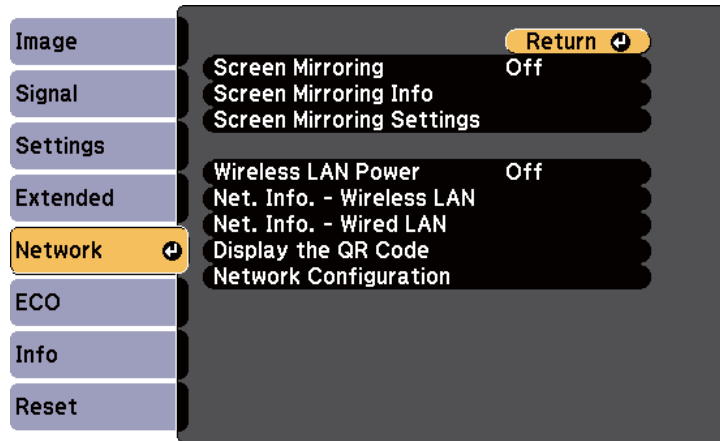 Image
Signal
Settings
Extended
Network
ECO
Info
Reset
Return
Screen Mirroring Off
Screen Mirroring Info
Screen Mirroring Settings
Wireless LAN Power Off
Net. Info. - Wireless LAN
Net. Info. - Wired LAN
Display the QR Code
Network Configuration